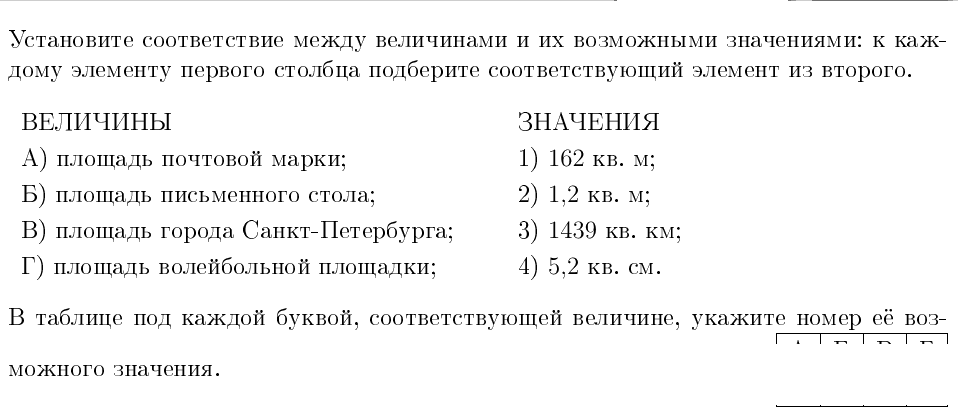 Установите соответствие между величинами и их возможными значениями: к каж-
дому элементу первого столбца подберите соответствующий элемент из второго.
ВЕЛИЧИНЫ ЗНАЧЕНИЯ
А) площадь почтовой марки; 1) 162 кв. м;
Б) площадь письменного стола; 2) 1,2 кв. м;
В) площадь города Санкт-Петербурга; 3) 1439 кв. км;
Г) площадь волейбольной площадки; 4) 5,2 кв. см.
В таблице под каждой буквой, соответствующей величине, укажите номер её воз-
можного значения.